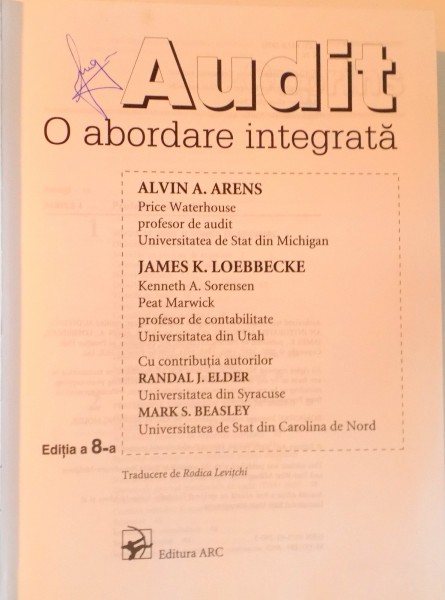 Audit
O abordare integrată
ALVIN A. ARENS
Price Waterhouse
profesor de audit
Universitatea de Stat din Michigan
JAMES K. LOEBBECKE
Kenneth A. Sorensen
Peat Marwick
profesor de contabilitate
Universitatea din Utah
Cu contribuția autorilor
RANDAL J. ELDER
Universitatea din Syracuse
MARK S. BEASLEY
Universitatea de Stat din Carolina de Nord
Ediția a 8-a
Traducere de Rodica Levițchi
Editura ARC